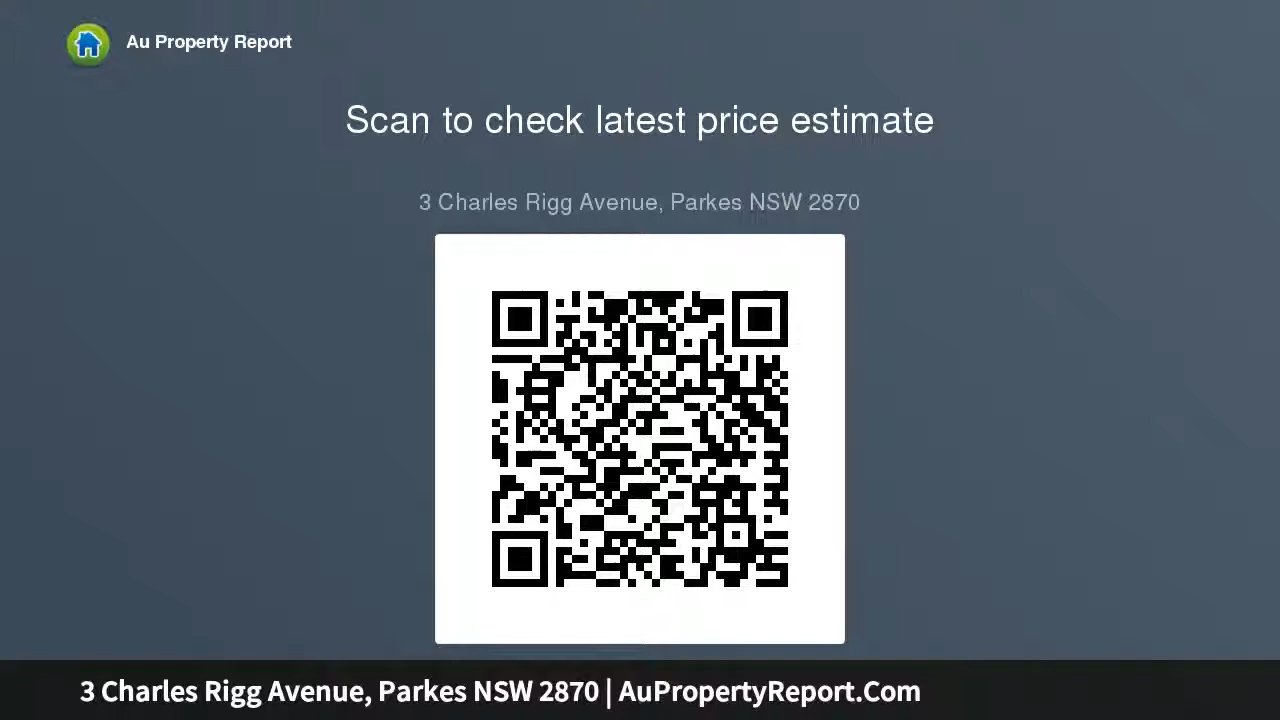 Au Property Report
Scan to check latest price estimate
3 Charles Rigg Avenue, Parkes NSW 2870
3 Charles Rigg Avenue, Parkes NSW 2870 | AuPropertyReport.Com